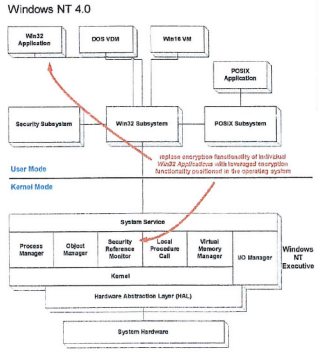 Windows NT 4.0
Win32
Application
DOS VDM
Win16 VM
POSIX
Application
Security Subsystem
Win32 Subsystem
POSIX Subsystem
replace encryption functionality of individual
Win32 Applications with leveraged encryption
functionality positioned in the operating system
User Mode
Kernel Mode
System Service
Process
Manager
Object
Manager
Security
Reference
Monitor
Local
Procedure
Call
Virtual
Memory
Manager
I/O Manager
Windows
NT
Executive
Kernel
Hardware Abstraction Layer (HAL)
System Hardware